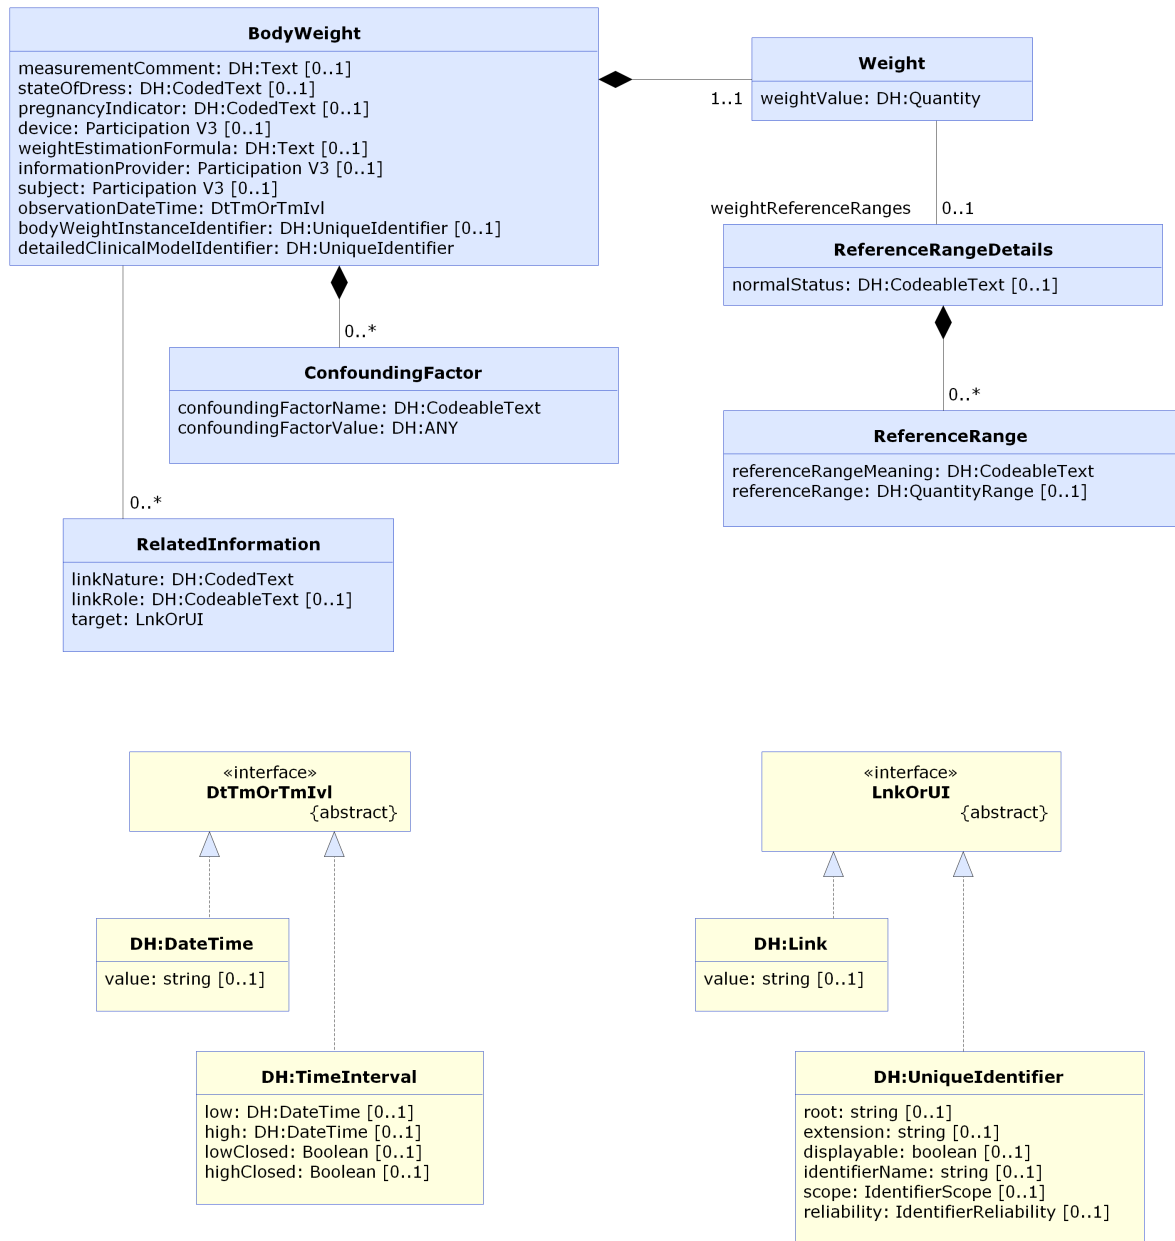 BodyWeight
measurementComment: DH:Text [0..1]
stateOfDress: DH:CodedText [0..1]
pregnancyIndicator: DH:CodedText [0..1]
device: Participation V3 [0..1]
weightEstimationFormula: DH:Text [0..1]
informationProvider: Participation V3 [0..1]
subject: Participation V3 [0..1]
observationDateTime: DtTmOrTmIvl
bodyWeightInstanceIdentifier: DH:UniqueIdentifier [0..1]
detailedClinicalModelIdentifier: DH:UniqueIdentifier
1..1
Weight
weightValue: DH:Quantity
weightReferenceRanges
0..1
ReferenceRangeDetails
normalStatus: DH:CodeableText [0..1]
0..*
ReferenceRange
referenceRangeMeaning: DH:CodeableText
referenceRange: DH:QuantityRange [0..1]
0..*
ConfoundingFactor
confoundingFactorName: DH:CodeableText
confoundingFactorValue: DH:ANY
0..*
RelatedInformation
linkNature: DH:CodedText
linkRole: DH:CodeableText [0..1]
target: LnkOrUI
«interface»
DtTmOrTmIvl
{abstract}
DH:DateTime
value: string [0..1]
DH:TimeInterval
low: DH:DateTime [0..1]
high: DH:DateTime [0..1]
lowClosed: Boolean [0..1]
highClosed: Boolean [0..1]
«interface»
LnkOrUI
{abstract}
DH:Link
value: string [0..1]
DH:UniqueIdentifier
root: string [0..1]
extension: string [0..1]
displayable: boolean [0..1]
identifierName: string [0..1]
scope: IdentifierScope [0..1]
reliability: IdentifierReliability [0..1]